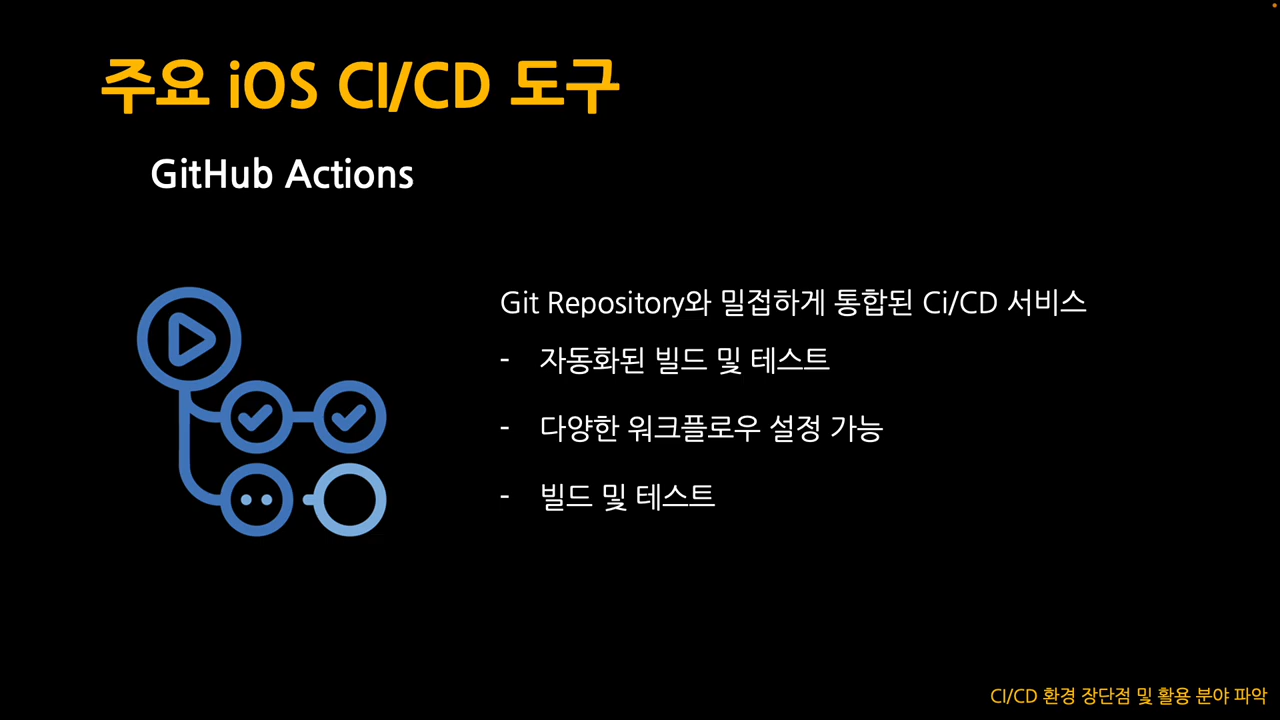 주요 iOS CI/CD 도구
GitHub Actions
Git Repository와 밀접하게 통합된 Ci/CD 서비스
- 자동화된 빌드 및 테스트
- 다양한 워크플로우 설정 가능
- 빌드 및 테스트
CI/CD 환경 장단점 및 활용 분야 파악